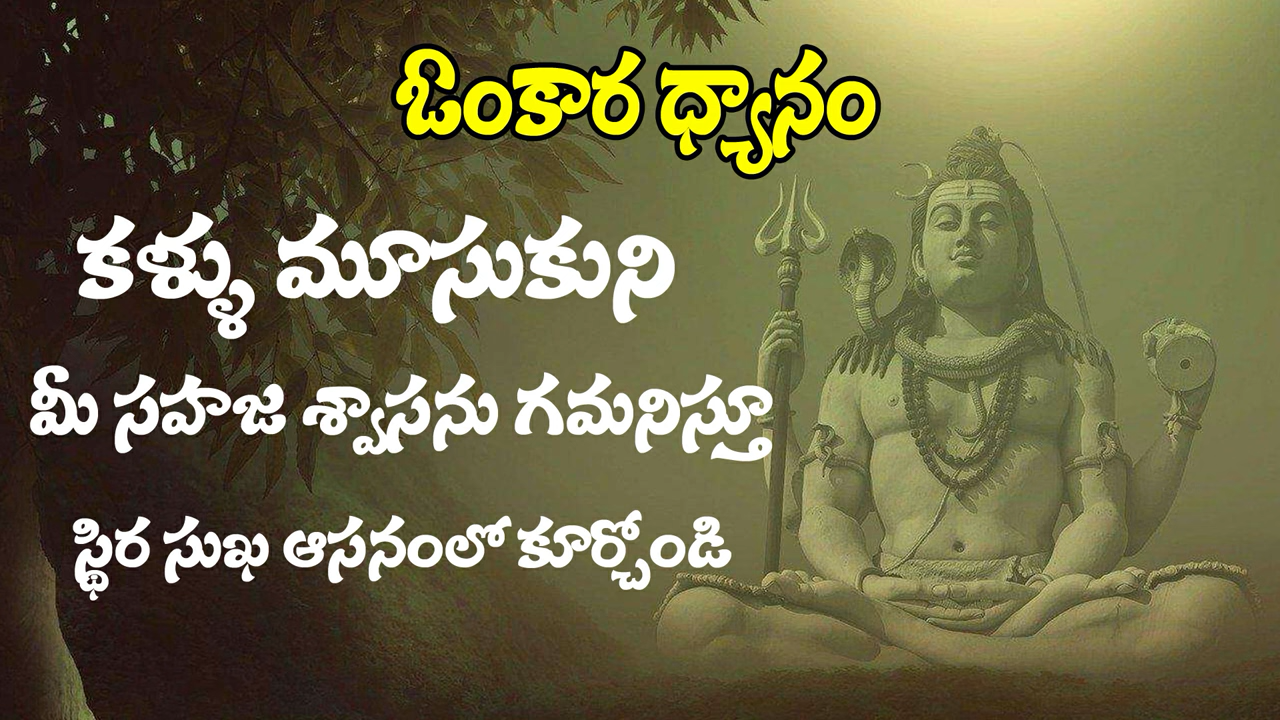 ఓంకార ధ్యానం
కళ్ళు మూసుకుని
మీ సహజ శ్వాసను గమనిస్తూ
స్థిర సుఖ ఆసనంలో కూర్చోండి